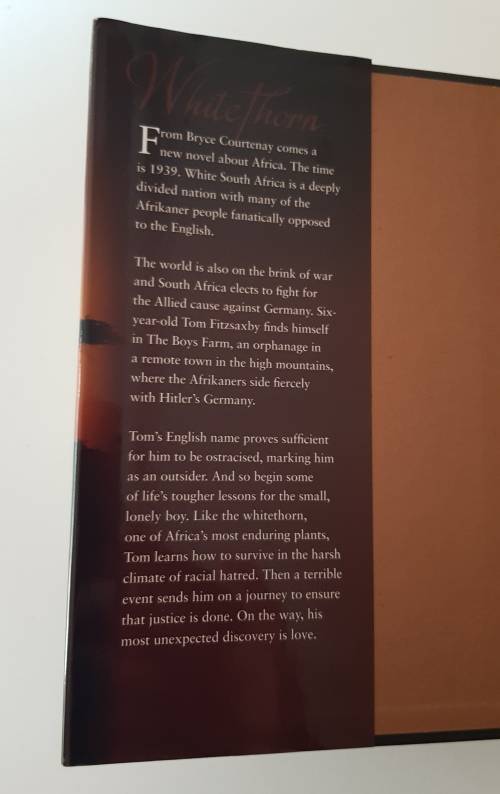 Whitethorn
From Bryce Courtenay comes a
new novel about Africa. The time
is 1939. White South Africa is a deeply
divided nation with many of the
Afrikaner people fanatically opposed
to the English.
The world is also on the brink of war
and South Africa elects to fight for
the Allied cause against Germany. Six-
year-old Tom Fitzsaxby finds himself
in The Boys Farm, an orphanage in
a remote town in the high mountains,
where the Afrikaners side fiercely
with Hitler's Germany.
Tom's English name proves sufficient
for him to be ostracised, marking him
as an outsider. And so begin some
of life's tougher lessons for the small,
lonely boy. Like the whitethorn,
one of Africa's most enduring plants,
Tom learns how to survive in the harsh
climate of racial hatred. Then a terrible
event sends him on a journey to ensure
that justice is done. On the way, his
most unexpected discovery is love.